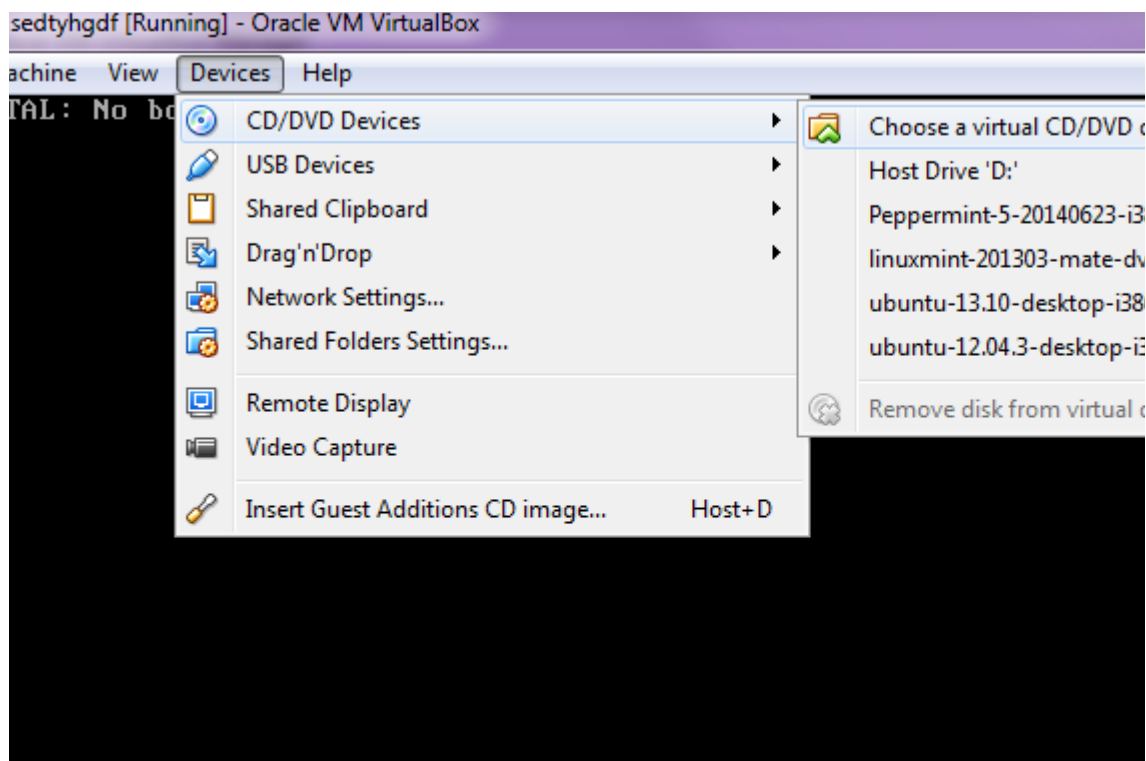 sedtyhgdf [Running] - Oracle VM VirtualBox
achine View Devices Help
TAL: No bo
CD/DVD Devices
USB Devices
Shared Clipboard
Drag'n'Drop
Network Settings...
Shared Folders Settings...
Remote Display
Video Capture
Insert Guest Additions CD image... Host+D
Choose a virtual CD/DVD
Host Drive 'D:'
Peppermint-5-20140623-i3
linuxmint-201303-mate-dv
ubuntu-13.10-desktop-i38
ubuntu-12.04.3-desktop-i3
Remove disk from virtual